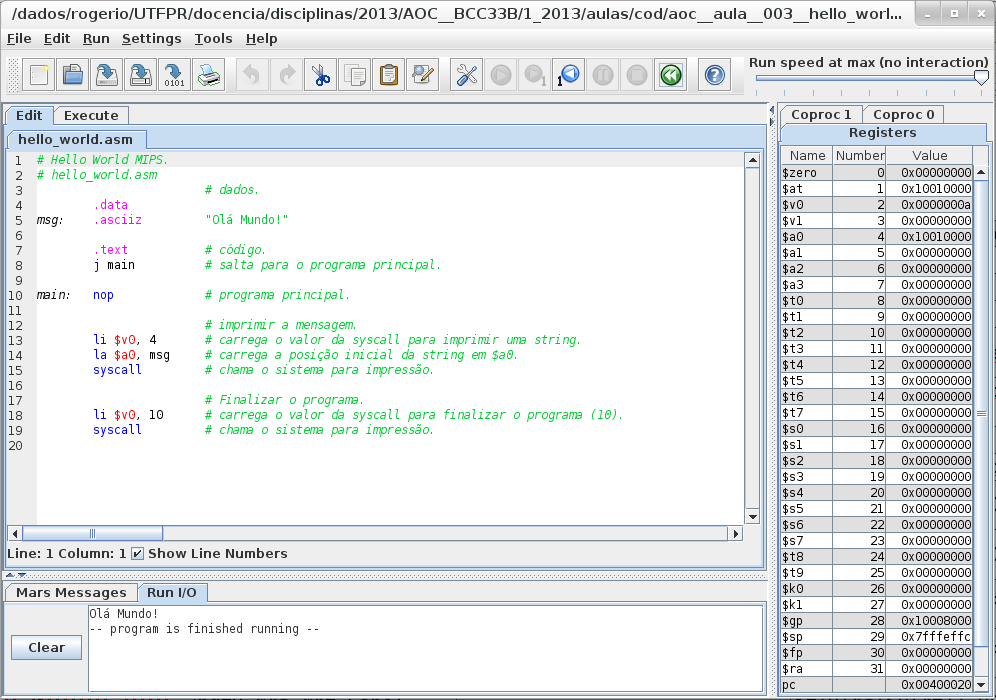 /dados/rogerio/UTFPR/docencia/disciplinas/2013/AOC__BCC33B/1_2013/aulas/cod/aoc__aula__003__hello_worl...
File Edit Run Settings Tools Help
Run speed at max (no interaction)
0101
1
Edit Execute
hello_world.asm
1 # Hello World MIPS.
2 # hello_world.asm
3 # dados.
4 .data
5 msg: .asciiz "Olá Mundo!"
6
7 .text # código.
8 j main # salta para o programa principal.
9
10 main: nop # programa principal.
11
12 # imprimir a mensagem.
13 li $v0, 4 # carrega o valor da syscall para imprimir uma string.
14 la $a0, msg # carrega a posição inicial da string em $a0.
15 syscall # chama o sistema para impressão.
16
17 # Finalizar o programa.
18 li $v0, 10 # carrega o valor da syscall para finalizar o programa (10).
19 syscall # chama o sistema para impressão.
20
Line: 1 Column: 1 Show Line Numbers
Mars Messages Run I/O
Clear
Olá Mundo!
-- program is finished running --
Coproc 1 Coproc 0
Registers
Name Number Value
$zero 0 0x00000000
$at 1 0x10010000
$v0 2 0x0000000a
$v1 3 0x00000000
$a0 4 0x10010000
$a1 5 0x00000000
$a2 6 0x00000000
$a3 7 0x00000000
$t0 8 0x00000000
$t1 9 0x00000000
$t2 10 0x00000000
$t3 11 0x00000000
$t4 12 0x00000000
$t5 13 0x00000000
$t6 14 0x00000000
$t7 15 0x00000000
$s0 16 0x00000000
$s1 17 0x00000000
$s2 18 0x00000000
$s3 19 0x00000000
$s4 20 0x00000000
$s5 21 0x00000000
$s6 22 0x00000000
$s7 23 0x00000000
$t8 24 0x00000000
$t9 25 0x00000000
$k0 26 0x00000000
$k1 27 0x00000000
$gp 28 0x10008000
$sp 29 0x7fffeffc
$fp 30 0x00000000
$ra 31 0x00000000
pc 0x00400020